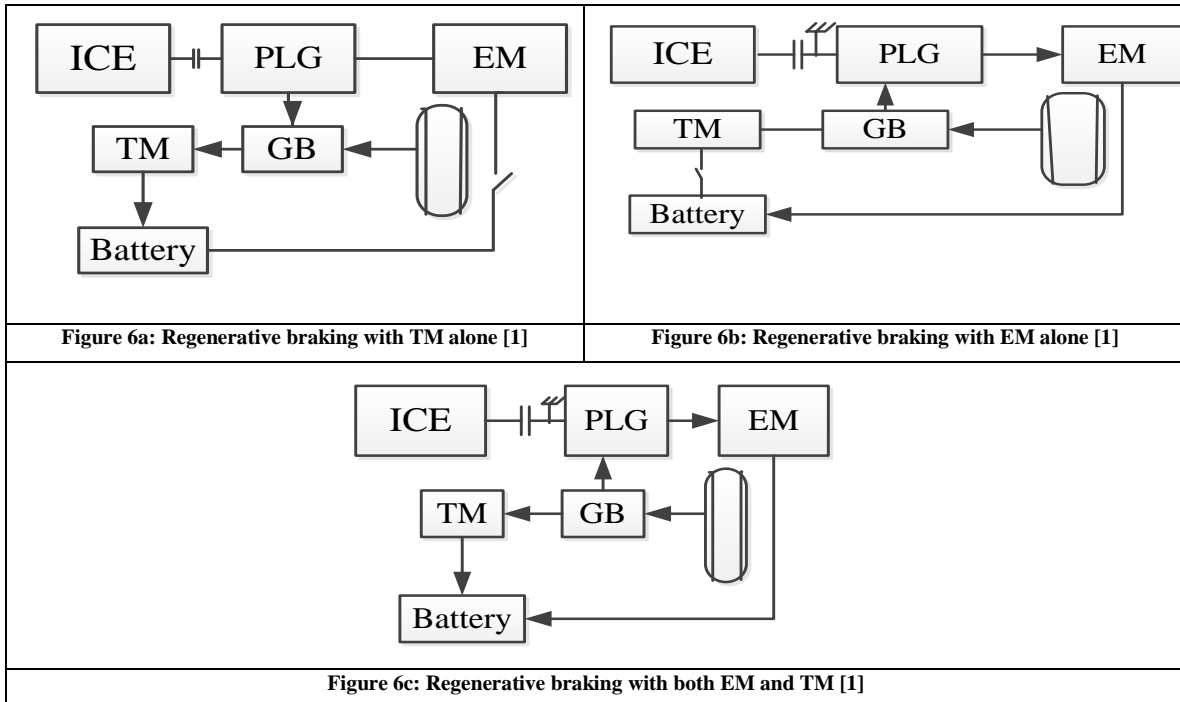 ICE
PLG
EM
TM
GB
Battery
Figure 6a: Regenerative braking with TM alone [1]
ICE
PLG
EM
TM
GB
Battery
Figure 6b: Regenerative braking with EM alone [1]
ICE
PLG
EM
TM
GB
Battery
Figure 6c: Regenerative braking with both EM and TM [1]